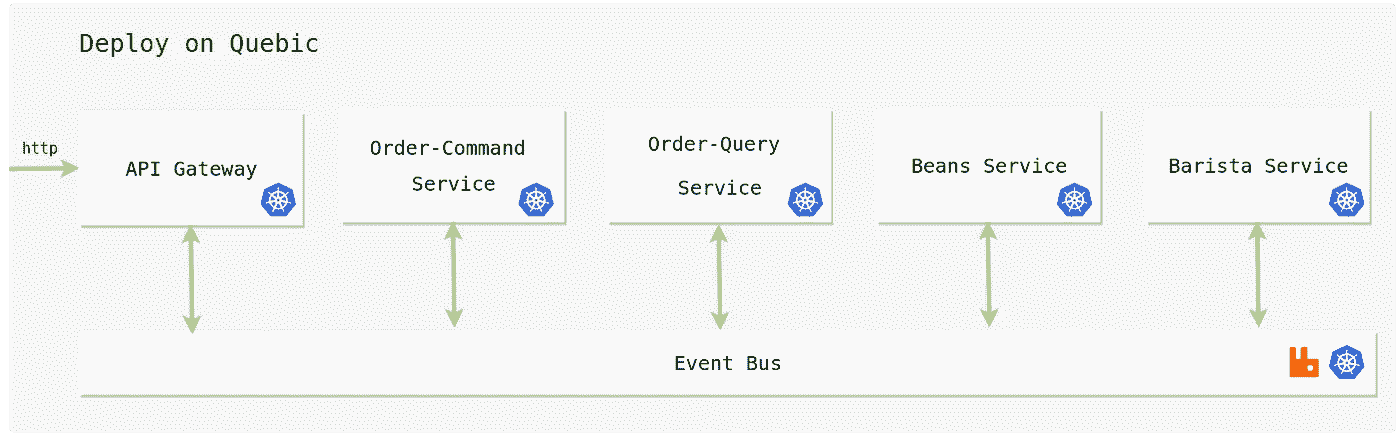 Deploy on Quebic
http
API Gateway
Order-Command
Service
Order-Query
Service
Beans Service
Barista Service
Event Bus